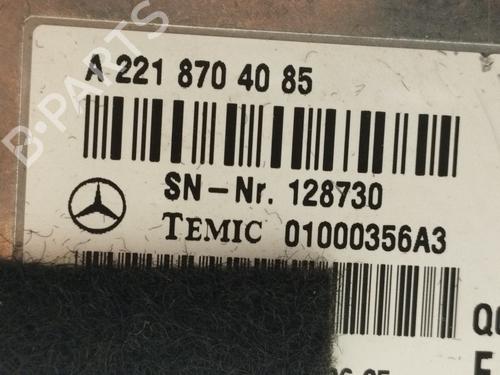 A 221 870 40 85
SN-Nr. 128730
TEMIC 01000356A3
B-PARTS